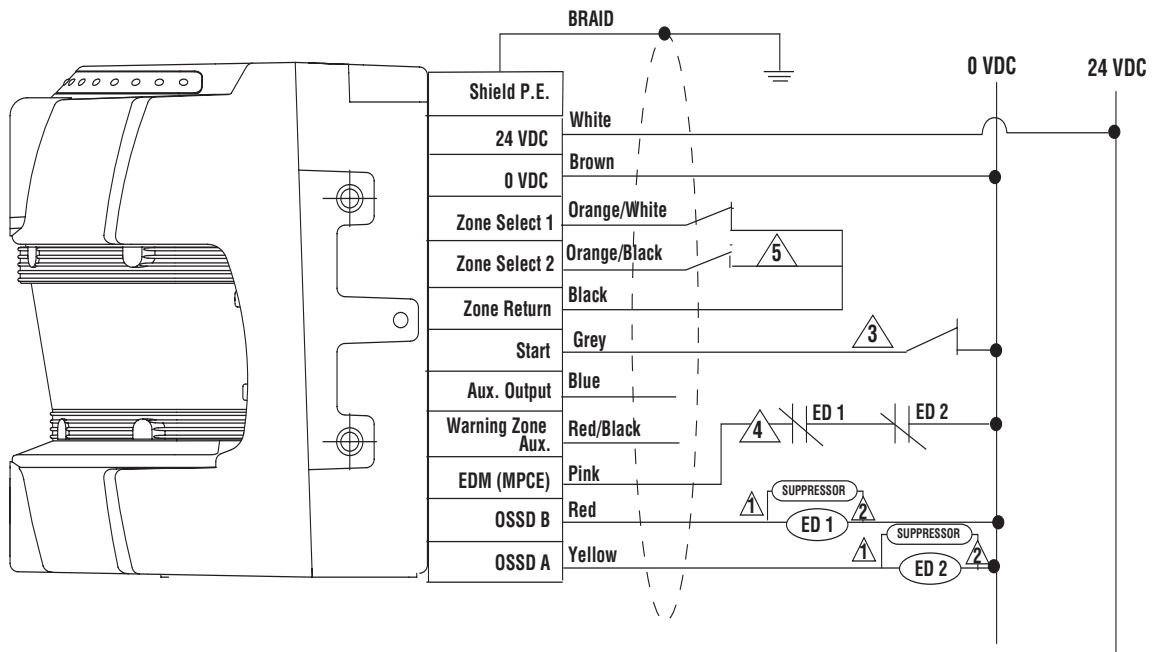 BRAID
0 VDC
24 VDC
Shield P.E.
24 VDC
White
0 VDC
Brown
Zone Select 1
Orange/White
Zone Select 2
Orange/Black
5
Zone Return
Black
Start
Grey
3
Aux. Output
Blue
Warning Zone
Aux.
Red/Black
4
ED 1
ED 2
EDM (MPCE)
Pink
OSSD B
Red
1
SUPPRESSOR
2
ED 1
OSSD A
Yellow
1
SUPPRESSOR
2
ED 2